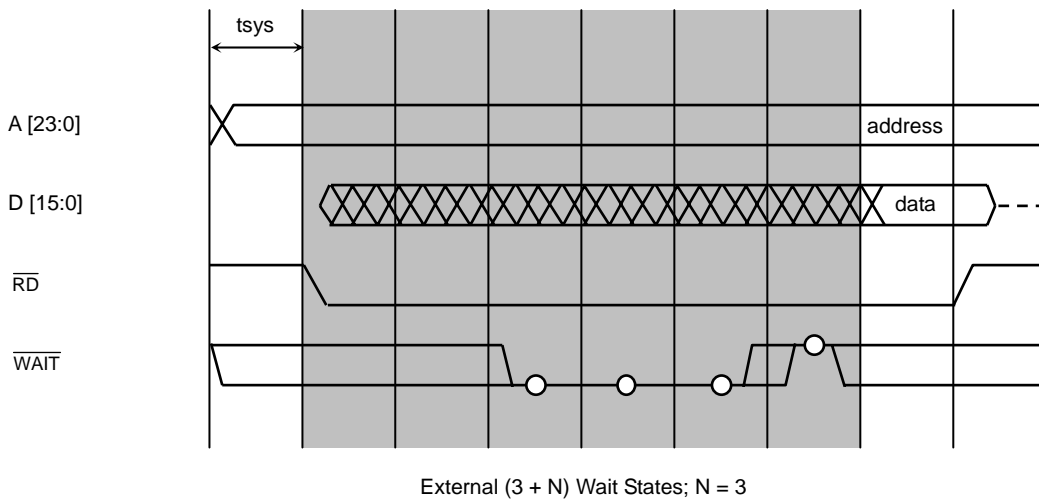 tsys
A [23:0]
address
D [15:0]
data
RD
WAIT
External (3 + N) Wait States; N = 3